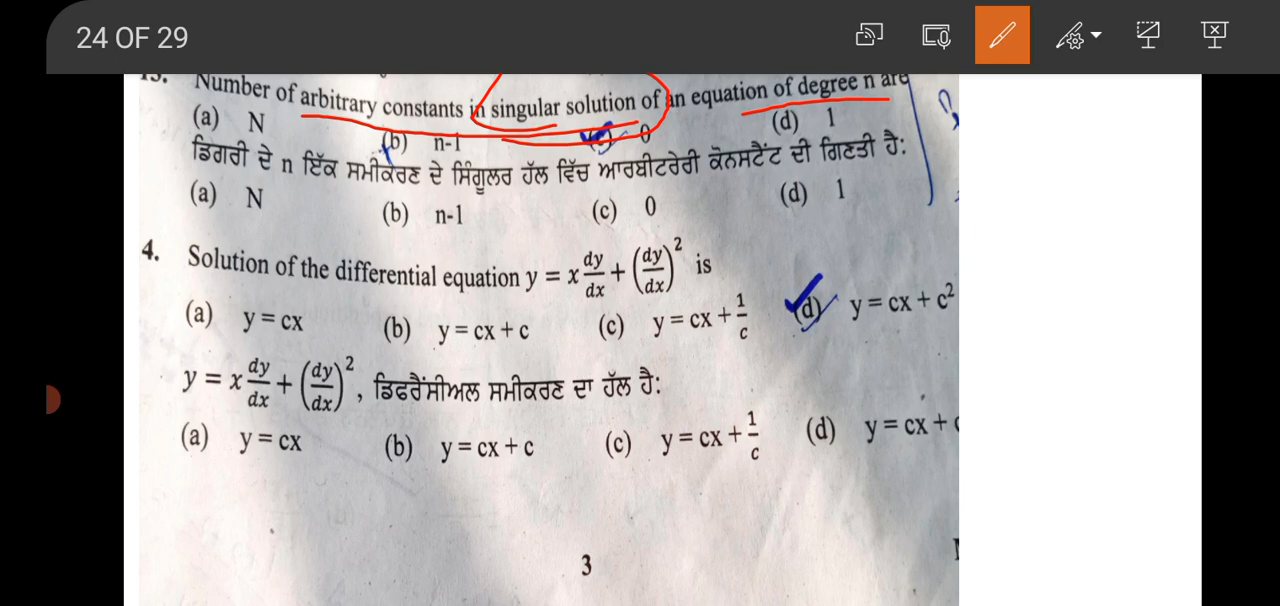 24 OF 29
Number of arbitrary constants in singular solution of an equation of degree n are
(a) N (b) n-1 (c) 0 (d) 1
ਡਿਗਰੀ ਦੇ n ਇੱਕ ਸਮੀਕਰਣ ਦੇ ਸਿੰਗੂਲਰ ਹੱਲ ਵਿੱਚ ਆਰਬੀਟਰੇਰੀ ਕੋਨਸਟੈਂਟ ਦੀ ਗਿਣਤੀ ਹੈ:
(a) N (b) n-1 (c) 0 (d) 1
4. Solution of the differential equation y = x dy/dx + (dy/dx)² is
(a) y = cx (b) y = cx + c (c) y = cx + 1/c (d) y = cx + c²
y = x dy/dx + (dy/dx)², ਡਿਫਰੈਂਸੀਅਲ ਸਮੀਕਰਣ ਦਾ ਹੱਲ ਹੈ:
(a) y = cx (b) y = cx + c (c) y = cx + 1/c (d) y = cx +
3